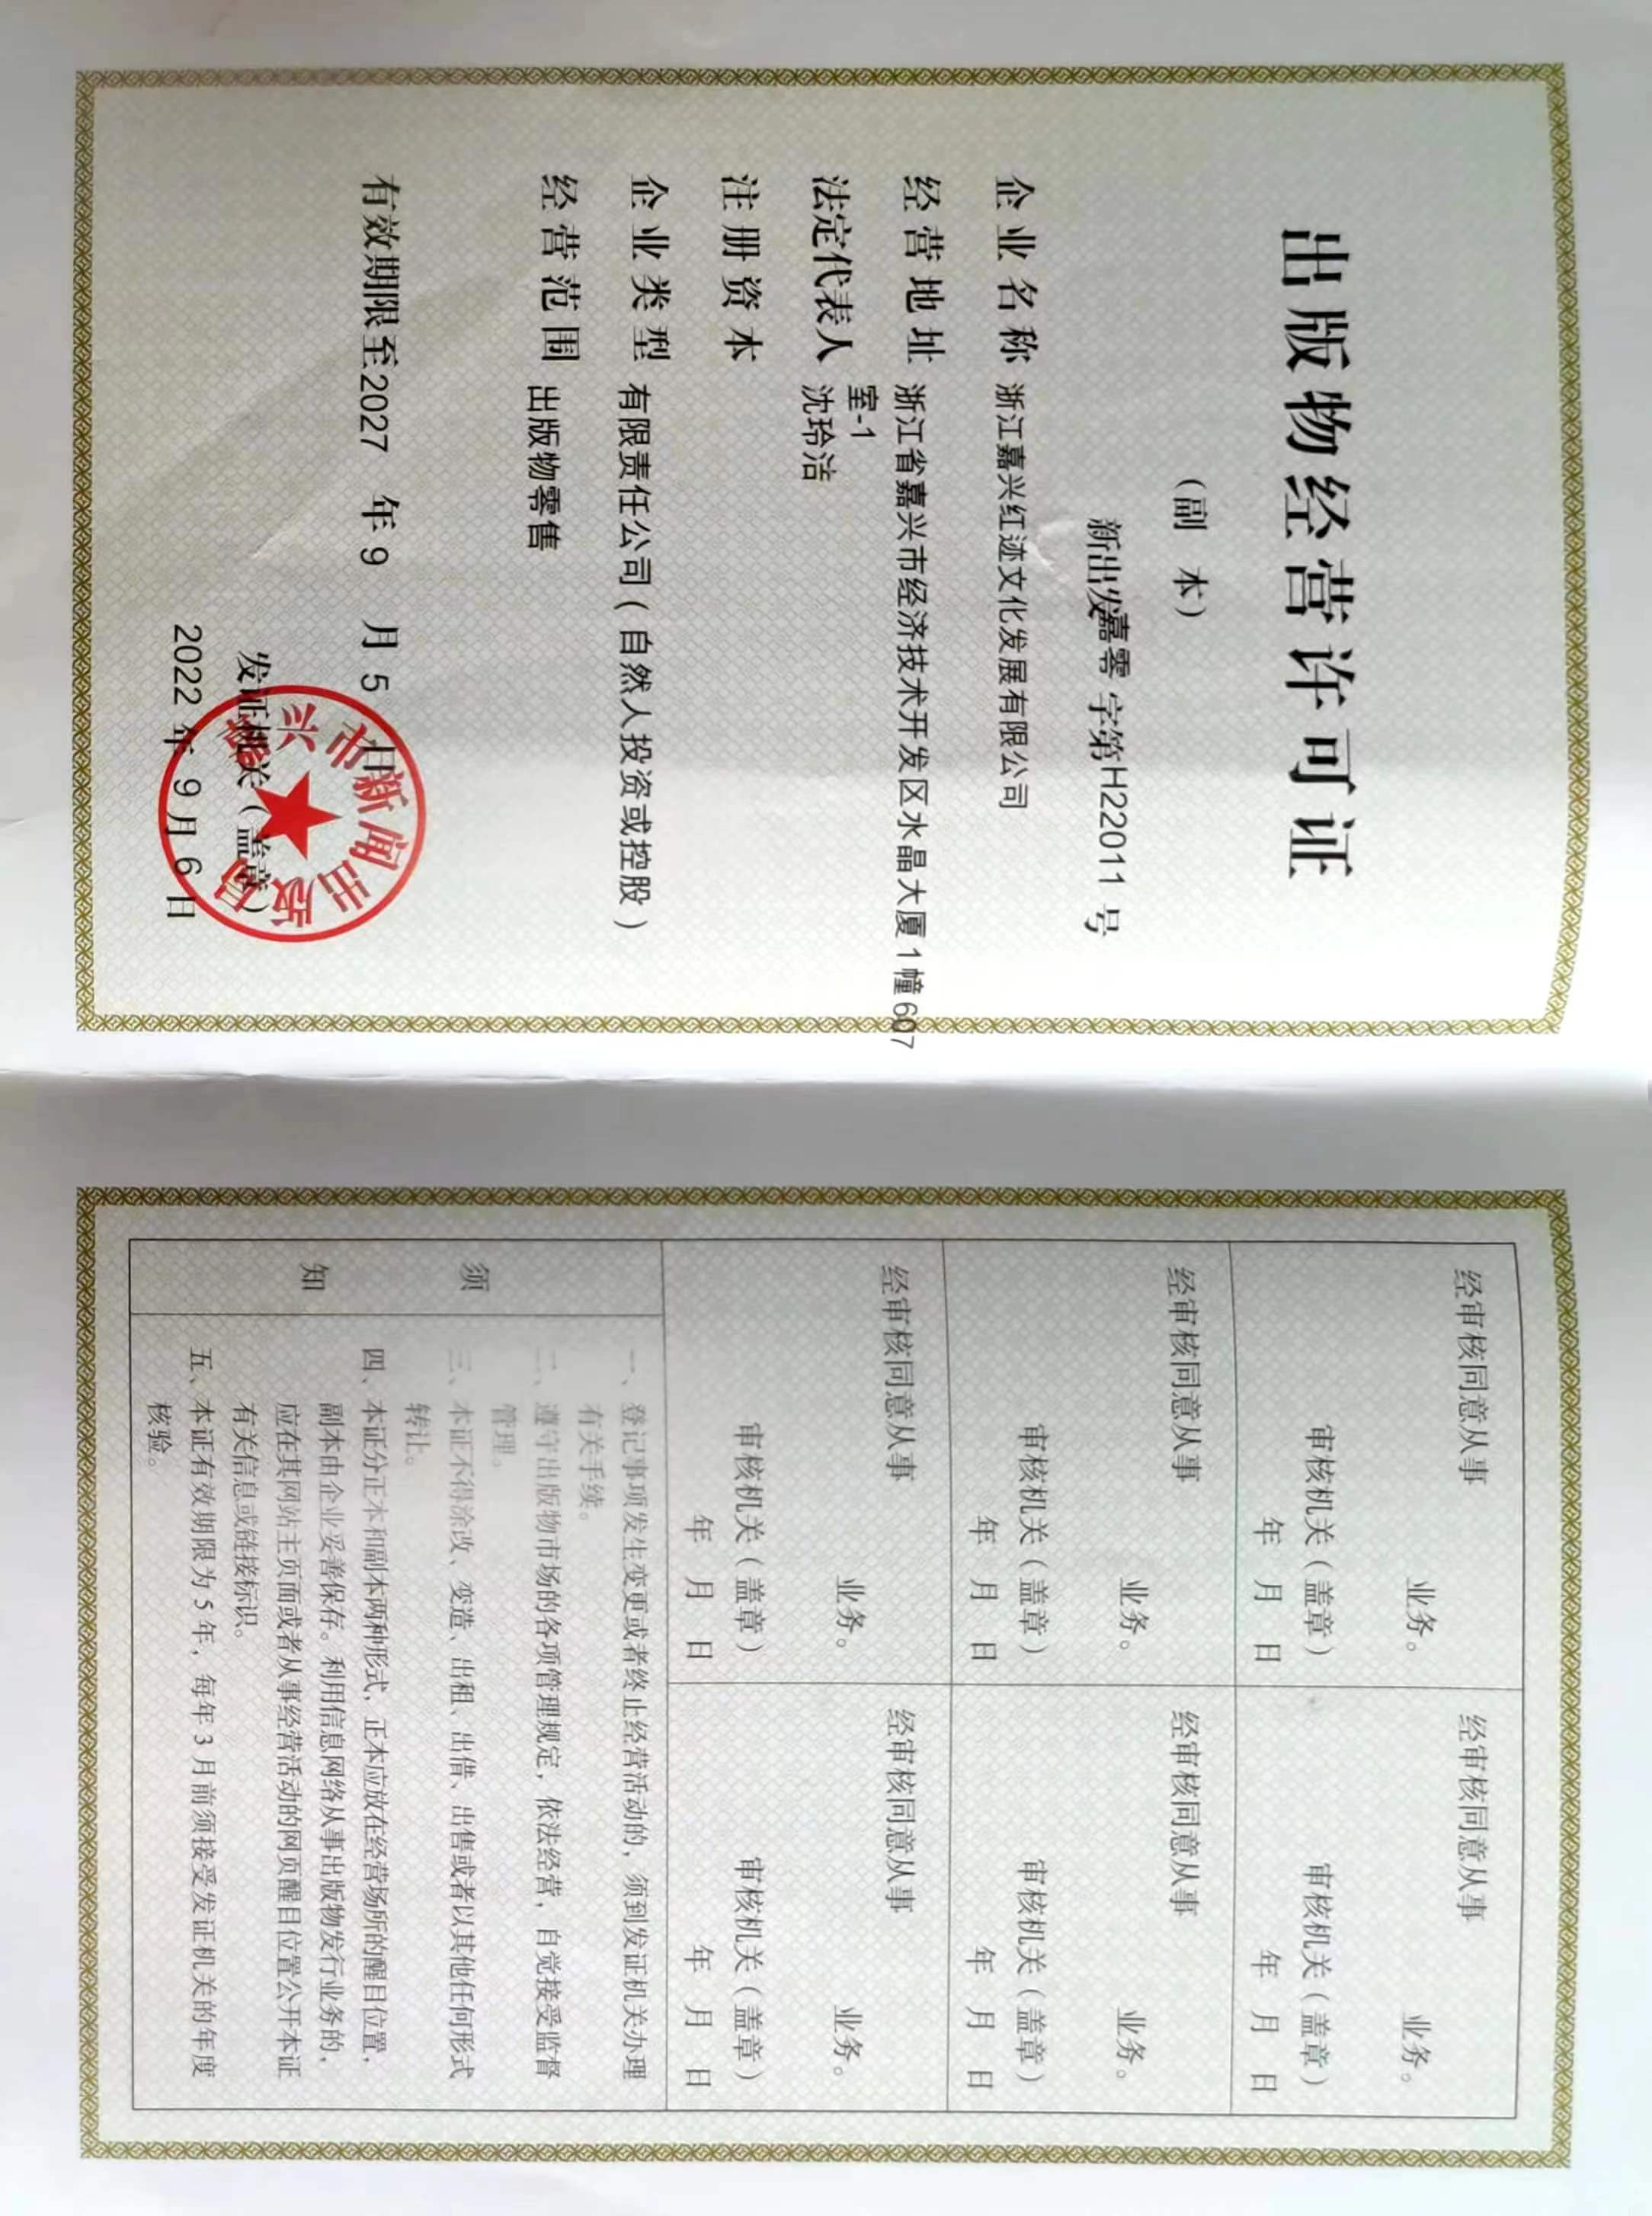 出版物经营许可证
（副 本）
新出发嘉零 字第H22011 号
企业名称 浙江嘉兴红迹文化发展有限公司
经营地址 浙江省嘉兴市经济技术开发区水晶大厦1幢607
室-1
法定代表人 沈玲洁
注册资本
企业类型 有限责任公司（自然人投资或控股）
经营范围 出版物零售
有效期限至2027 年 9 月 5 日
发证机关（盖章）
2022 年 9 月 6 日
嘉兴市新闻出版局
经审核同意从事
业务。
审核机关（盖章）
年 月 日
经审核同意从事
业务。
审核机关（盖章）
年 月 日
经审核同意从事
业务。
审核机关（盖章）
年 月 日
经审核同意从事
业务。
审核机关（盖章）
年 月 日
经审核同意从事
业务。
审核机关（盖章）
年 月 日
经审核同意从事
业务。
审核机关（盖章）
年 月 日
须知
一、登记事项发生变更或者终止经营活动的，须到发证机关办理
有关手续。
二、遵守出版物市场的各项管理规定，依法经营，自觉接受监督
管理。
三、本证不得涂改、变造、出租、出借、出售或者以其他任何形式
转让。
四、本证分正本和副本两种形式，正本应放在经营场所的醒目位置，
副本由企业妥善保存。利用信息网络从事出版物发行业务的，
应在其网站主页面或者从事经营活动的网页醒目位置公开本证
有关信息或链接标识。
五、本证有效期限为 5 年，每年 3 月前须接受发证机关的年度
核验。